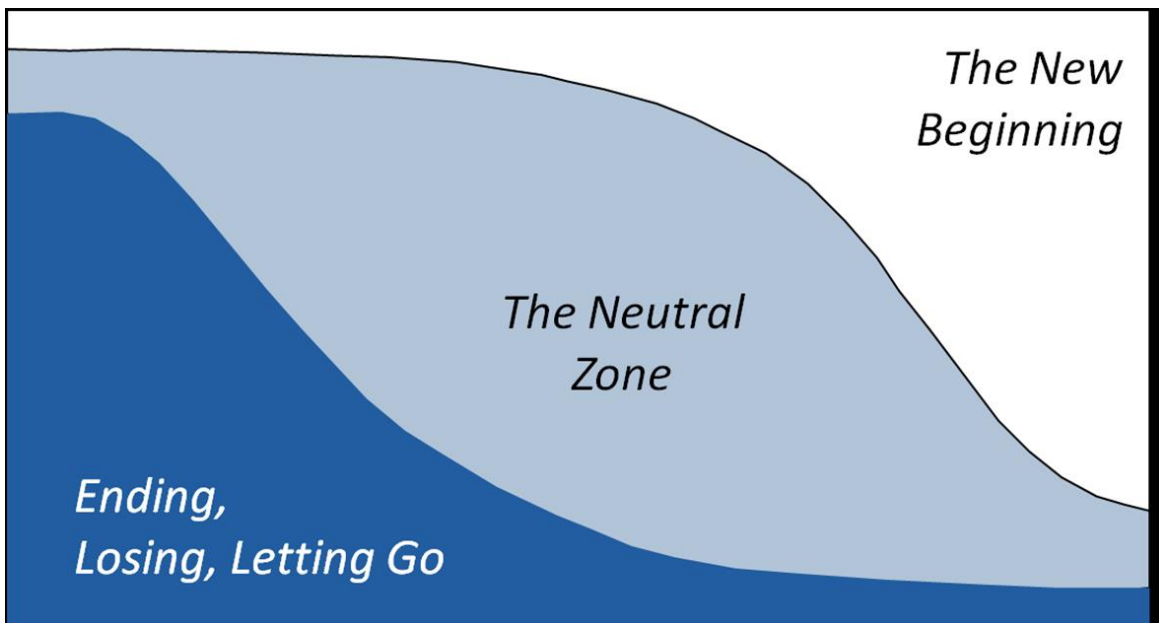 The New
Beginning
The Neutral
Zone
Ending,
Losing, Letting Go